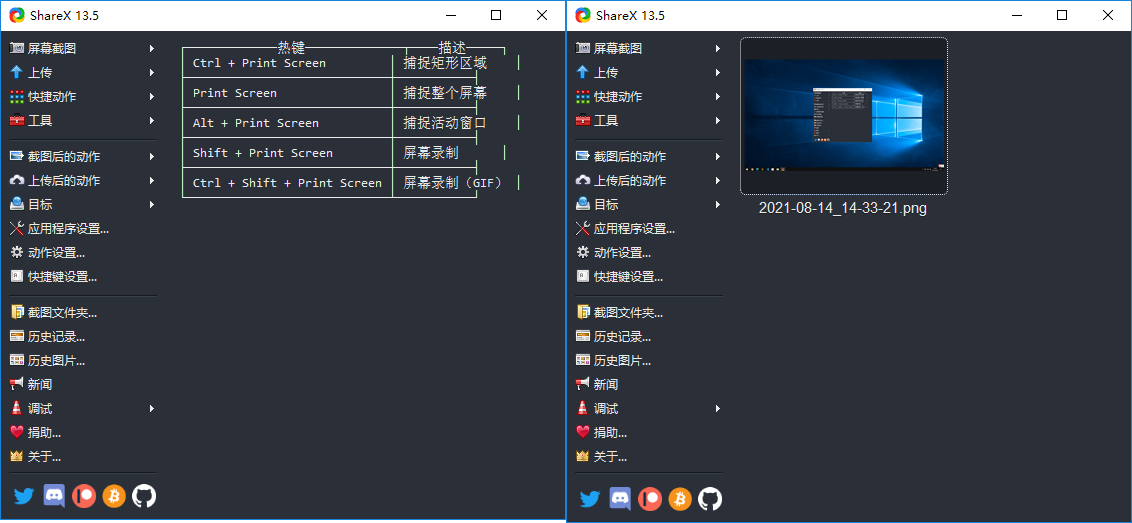 ShareX 13.5
屏幕截图
上传
快捷动作
工具
截图后的动作
上传后的动作
目标
应用程序设置...
动作设置...
快捷键设置...
截图文件夹...
历史记录...
历史图片...
新闻
调试
捐助...
关于...
热键 描述
Ctrl + Print Screen 捕捉矩形区域
Print Screen 捕捉整个屏幕
Alt + Print Screen 捕捉活动窗口
Shift + Print Screen 屏幕录制
Ctrl + Shift + Print Screen 屏幕录制（GIF）
ShareX 13.5
屏幕截图
上传
快捷动作
工具
截图后的动作
上传后的动作
目标
应用程序设置...
动作设置...
快捷键设置...
截图文件夹...
历史记录...
历史图片...
新闻
调试
捐助...
关于...
2021-08-14_14-33-21.png